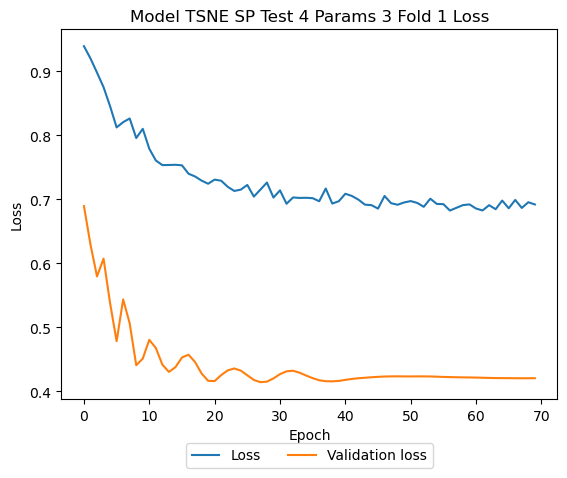 Model TSNE SP Test 4 Params 3 Fold 1 Loss
Loss
0.9
0.8
0.7
0.6
0.5
0.4
0 10 20 30 40 50 60 70
Epoch
Loss Validation loss